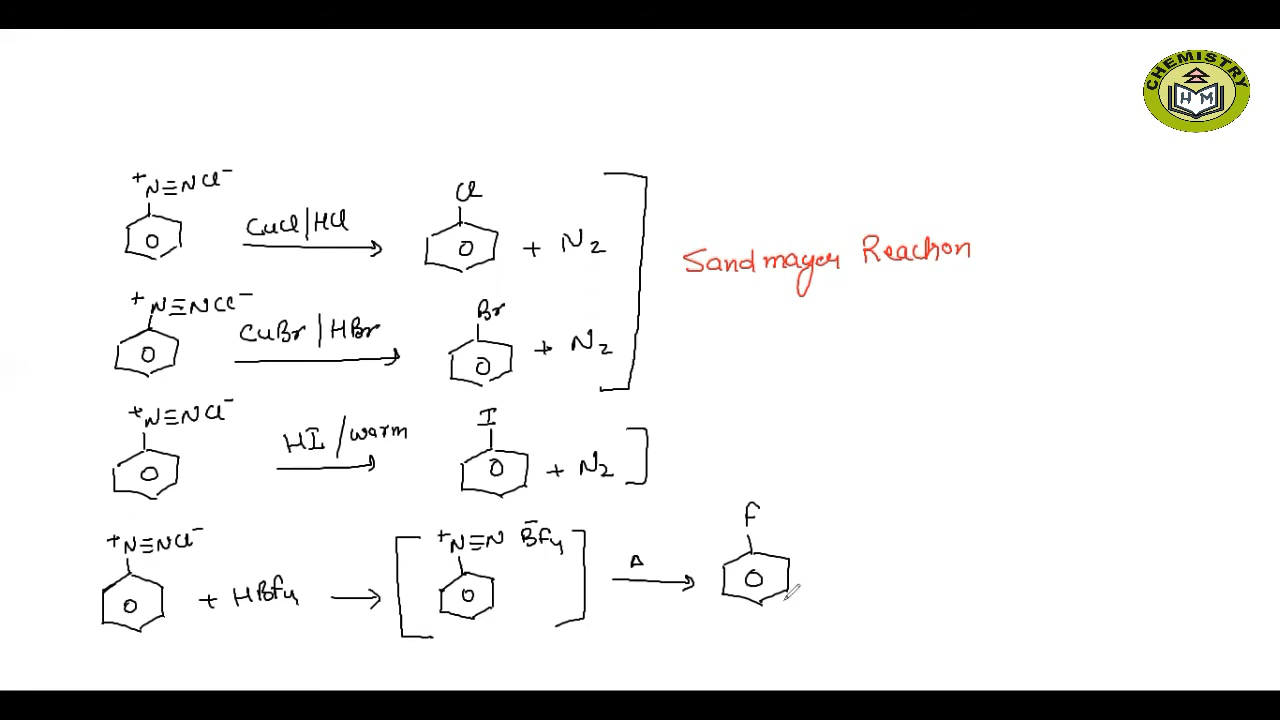 CHEMISTRY
H M
+N≡NCl⁻ CuCl/HCl Cl + N₂
Sandmayer Reaction
+N≡NCl⁻ CuBr/HBr Br + N₂
+N≡NCl⁻ HI/warm I + N₂
+N≡NCl⁻ + HBF₄ → [+N≡N B̄F₄] Δ → F